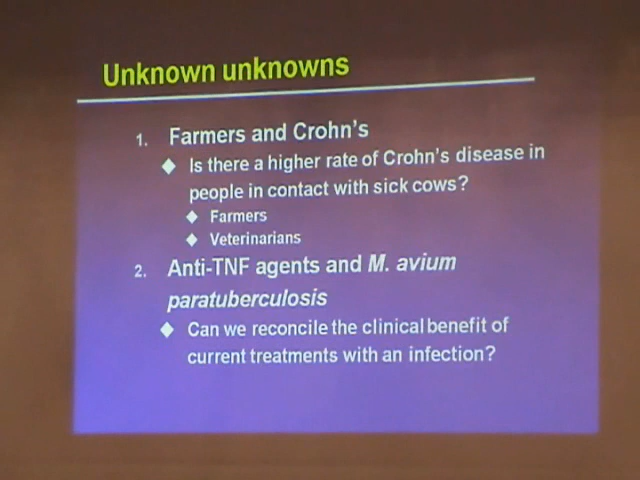 Unknown unknowns
1. Farmers and Crohn's
◆ Is there a higher rate of Crohn's disease in
people in contact with sick cows?
◆ Farmers
◆ Veterinarians
2. Anti-TNF agents and M. avium
paratuberculosis
◆ Can we reconcile the clinical benefit of
current treatments with an infection?